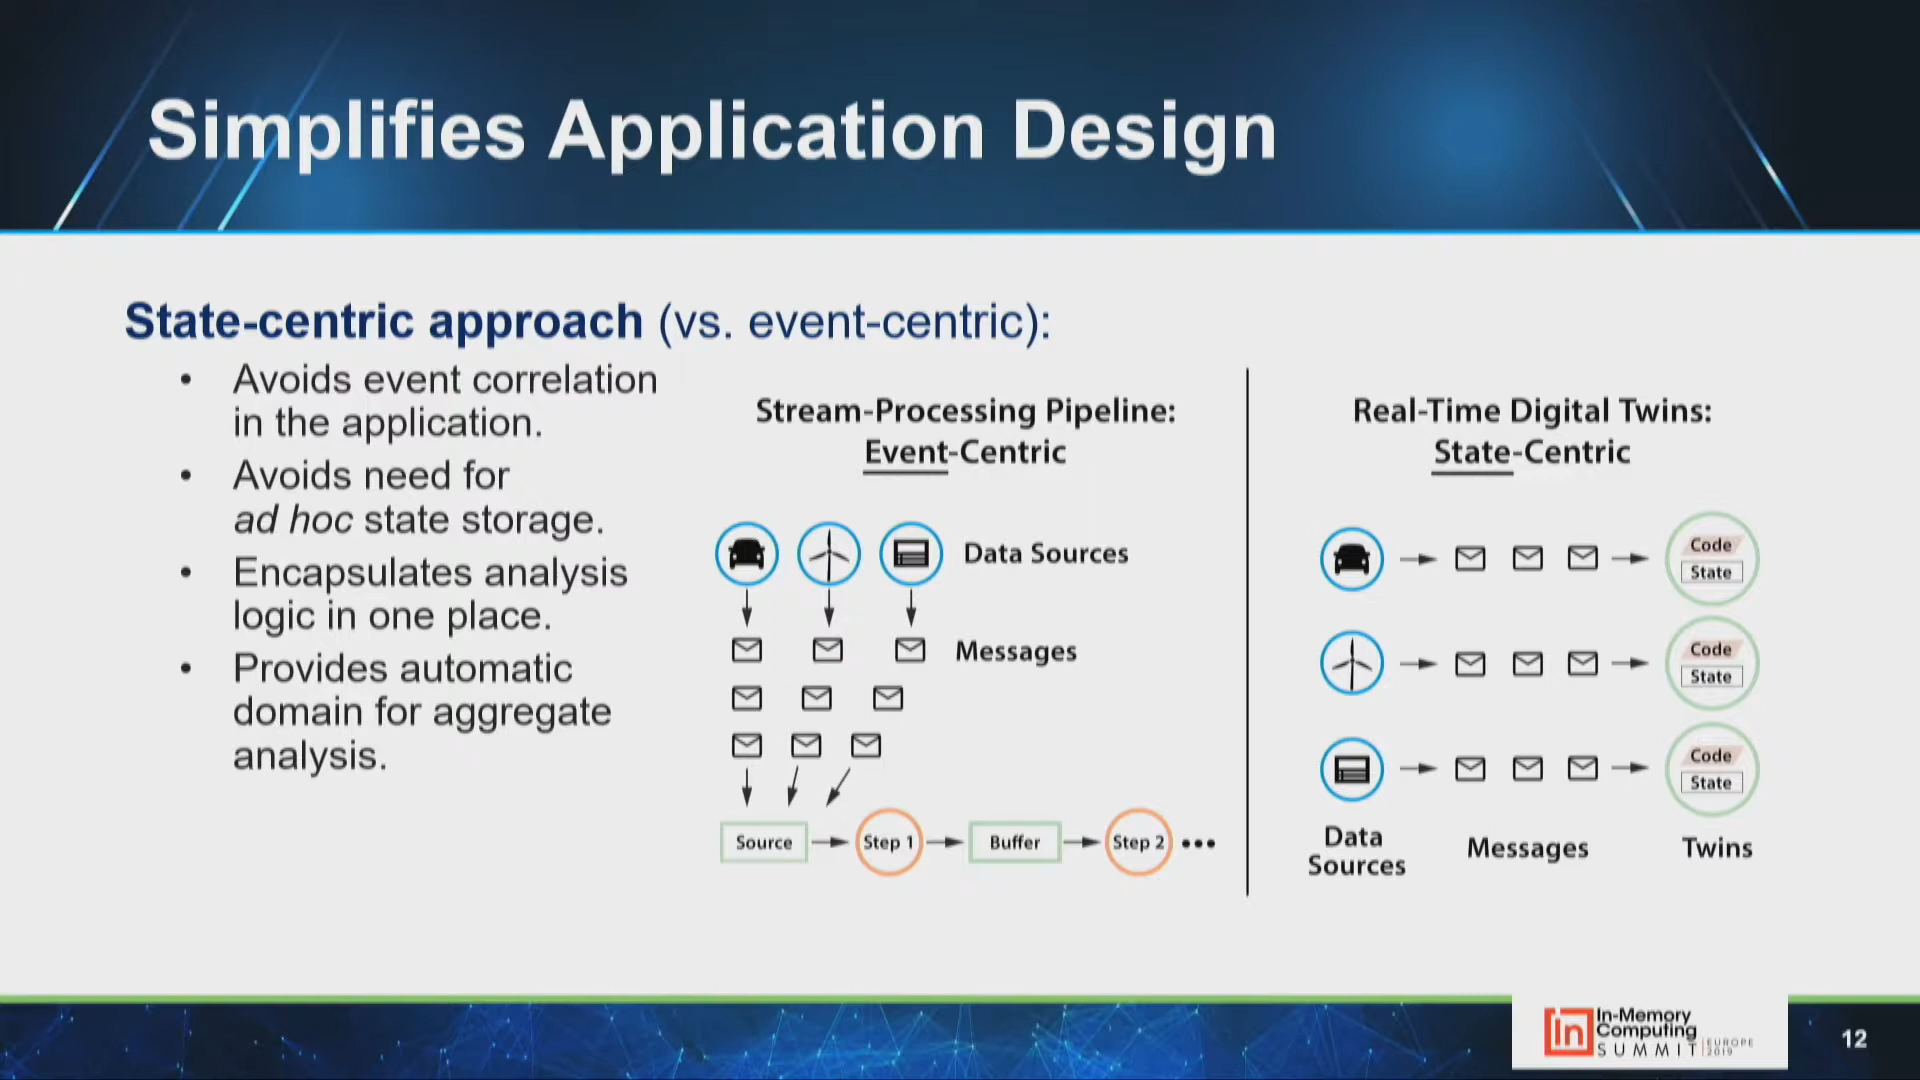 Simplifies Application Design
State-centric approach (vs. event-centric):
• Avoids event correlation
in the application.
• Avoids need for
ad hoc state storage.
• Encapsulates analysis
logic in one place.
• Provides automatic
domain for aggregate
analysis.
Stream-Processing Pipeline:
Event-Centric
Data Sources
Messages
Source
Step 1
Buffer
Step 2
•••
Real-Time Digital Twins:
State-Centric
Code
State
Code
State
Code
State
Data
Sources
Messages
Twins
in
In-Memory
Computing
SUMMIT
EUROPE
2019
12